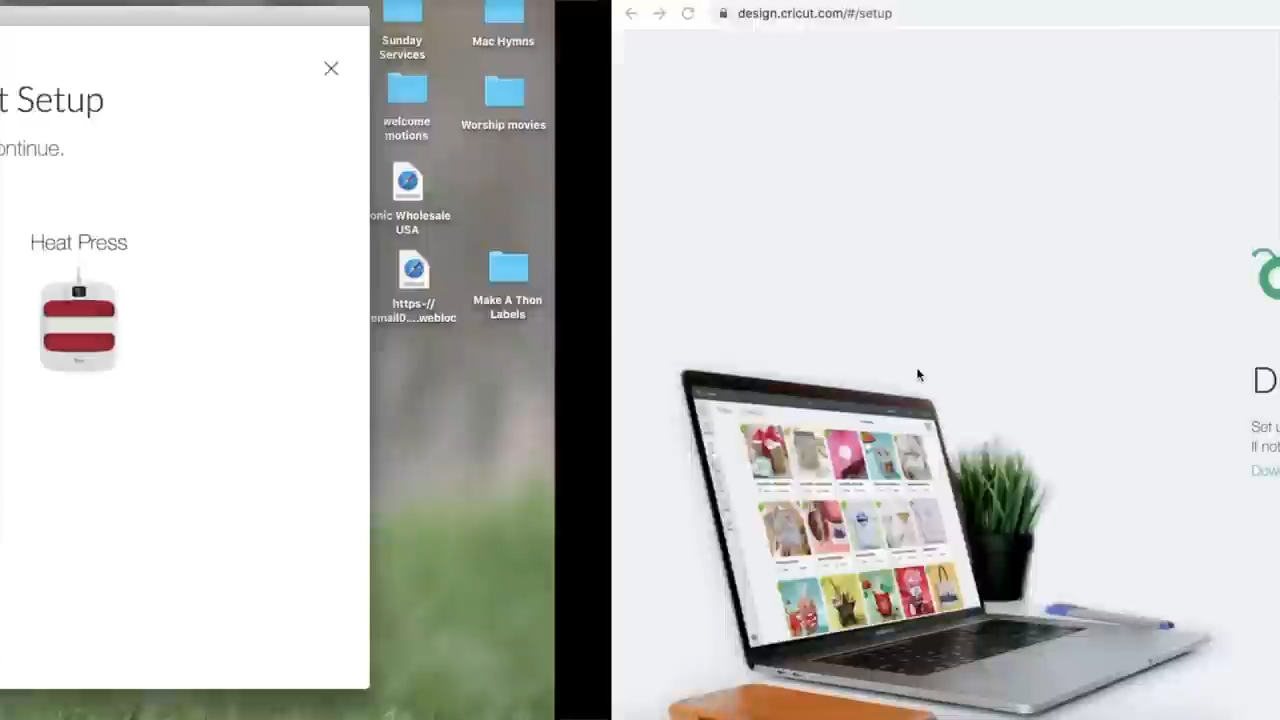 t Setup
ontinue.
Heat Press
Sunday
Services
Mac Hymns
welcome
motions
Worship movies
onic Wholesale
USA
https-//
emailD....webloc
Make A Thon
Labels
design.cricut.com/#/setup
D
Set u
If not
Dow